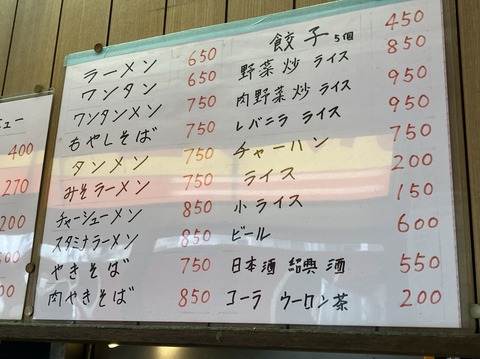 ュー
400
270
200
00
ラーメン 650
ワンタン 650
ワンタンメン 750
もやしそば 750
タンメン 750
みそラーメン 750
チャーシューメン 850
スタミナラーメン 850
やきそば 750
肉やきそば 850
餃子 5個 450
野菜炒 ライス 850
肉野菜炒 ライス 950
レバニラ ライス 950
チャーハン 750
ライス 200
小ライス 150
ビール 600
日本酒 紹興酒 550
コーラ ウーロン茶 200